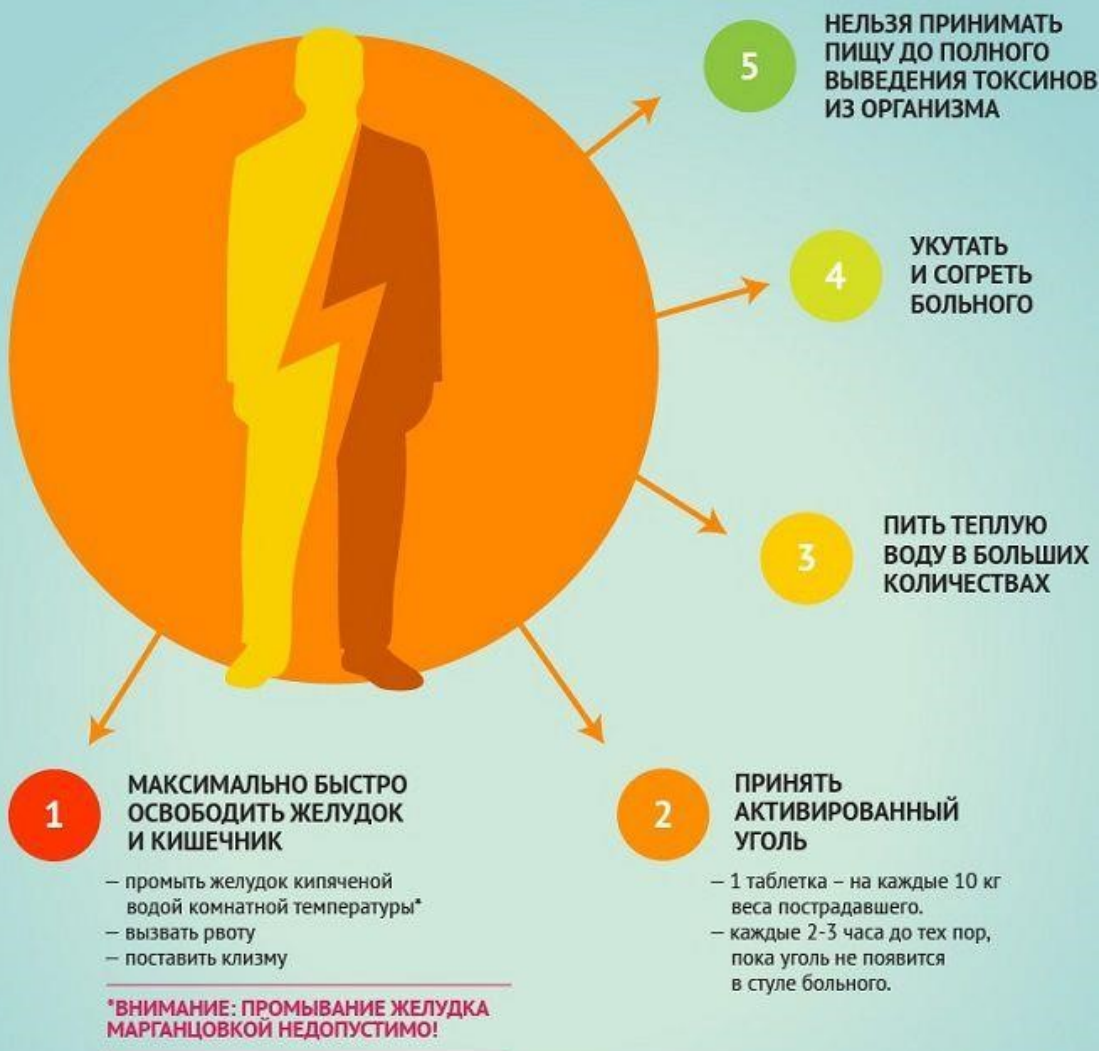 5
НЕЛЬЗЯ ПРИНИМАТЬ
ПИЩУ ДО ПОЛНОГО
ВЫВЕДЕНИЯ ТОКСИНОВ
ИЗ ОРГАНИЗМА
4
УКУТАТЬ
И СОГРЕТЬ
БОЛЬНОГО
3
ПИТЬ ТЕПЛУЮ
ВОДУ В БОЛЬШИХ
КОЛИЧЕСТВАХ
1
МАКСИМАЛЬНО БЫСТРО
ОСВОБОДИТЬ ЖЕЛУДОК
И КИШЕЧНИК
– промыть желудок кипяченой
водой комнатной температуры*
– вызвать рвоту
– поставить клизму
*ВНИМАНИЕ: ПРОМЫВАНИЕ ЖЕЛУДКА
МАРГАНЦОВКОЙ НЕДОПУСТИМО!
2
ПРИНЯТЬ
АКТИВИРОВАННЫЙ
УГОЛЬ
– 1 таблетка – на каждые 10 кг
веса пострадавшего.
– каждые 2-3 часа до тех пор,
пока уголь не появится
в стуле больного.